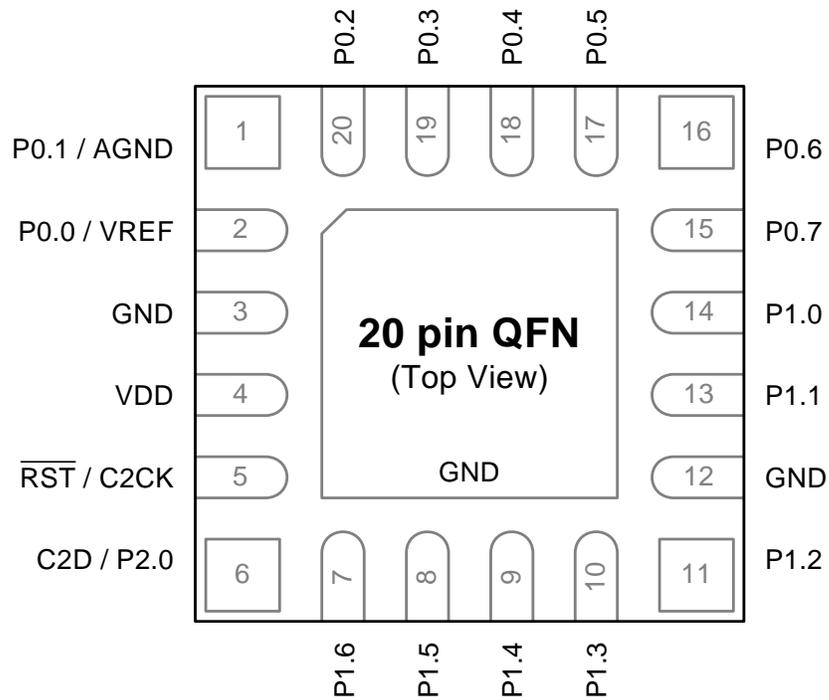 P0.2
P0.3
P0.4
P0.5
20
19
18
17
P0.1 / AGND
1
16
P0.6
P0.0 / VREF
2
15
P0.7
GND
3
14
P1.0
20 pin QFN
(Top View)
VDD
4
13
P1.1
R̅S̅T̅ / C2CK
5
GND
12
GND
C2D / P2.0
6
11
P1.2
7
8
9
10
P1.6
P1.5
P1.4
P1.3